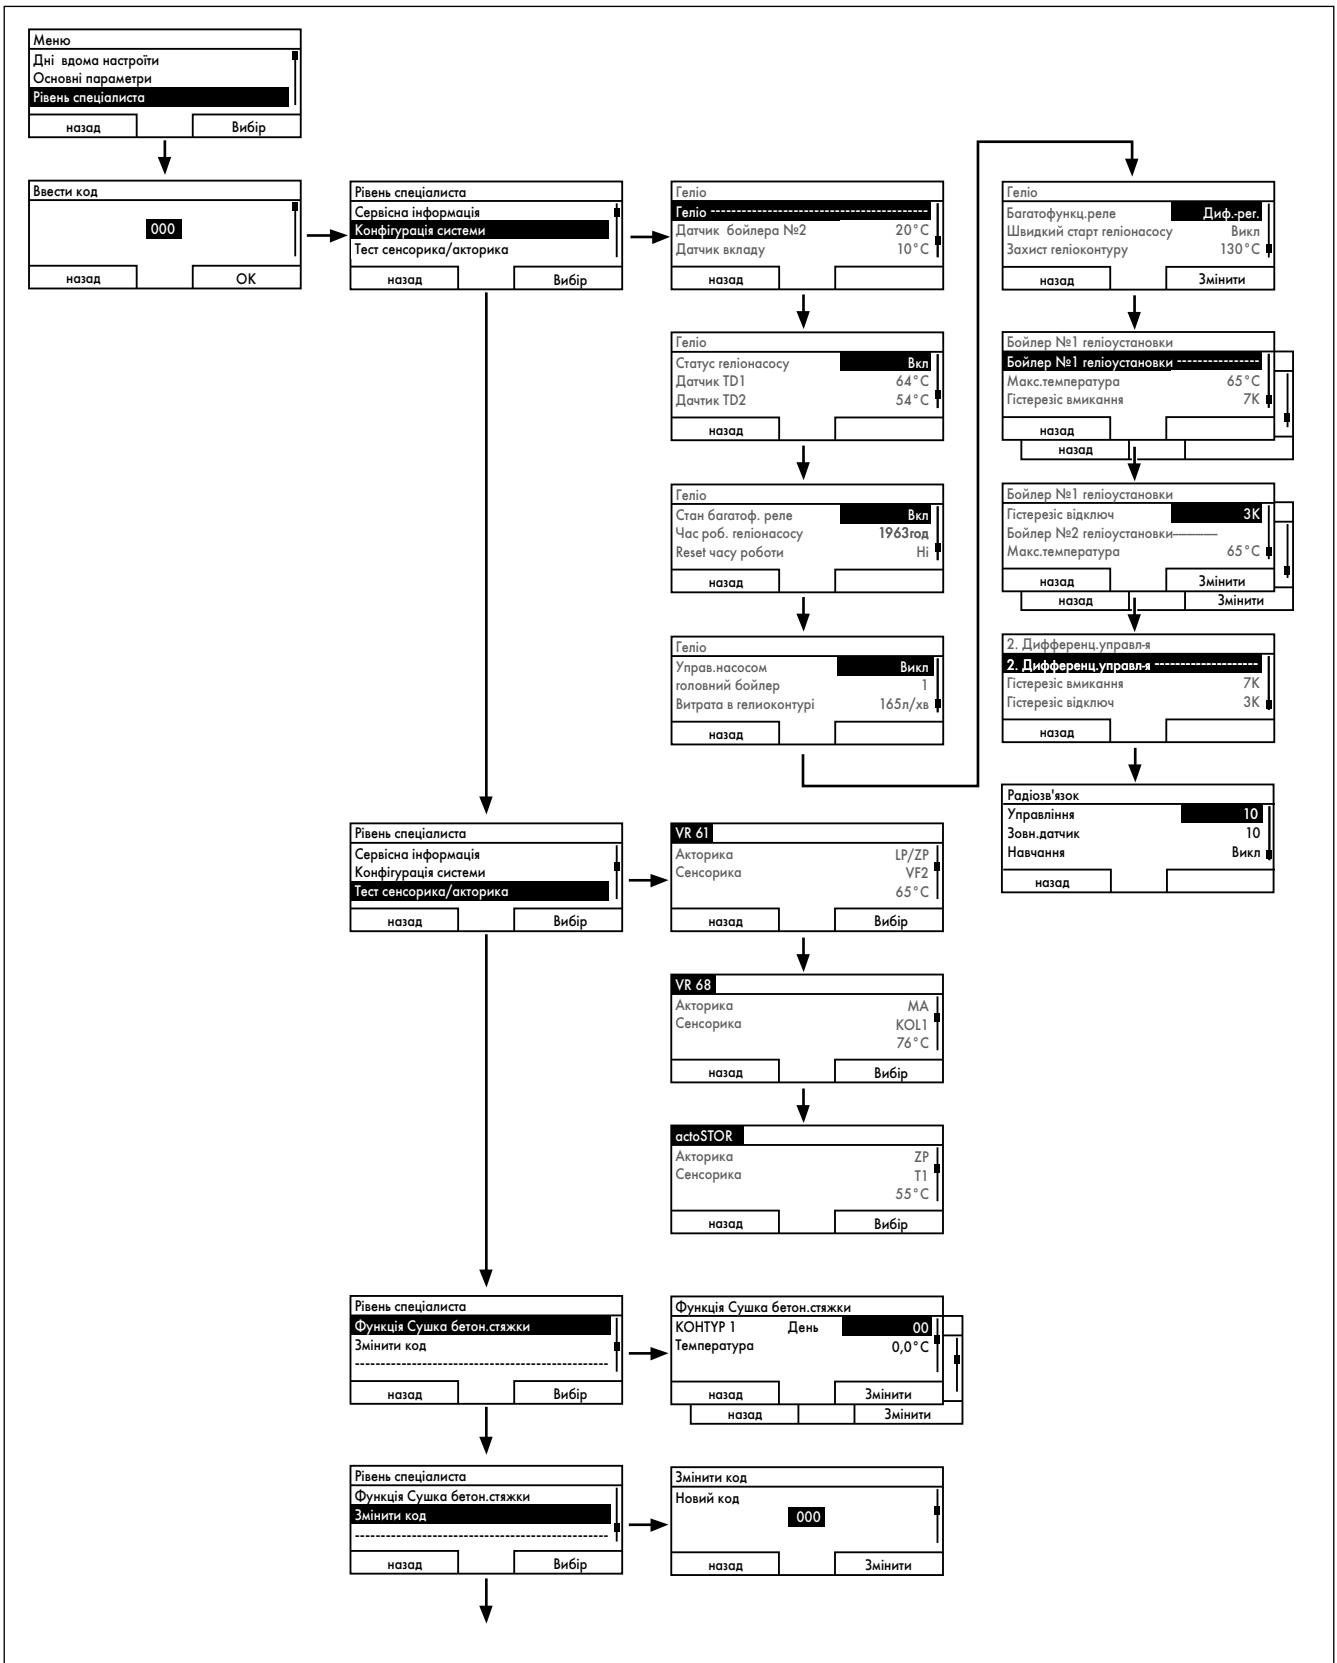 Меню
Дні вдома настроїти
Основні параметри
Рівень спеціалиста
назад Вибір
Ввести код
000
назад OK
Рівень спеціалиста
Сервісна інформація
Конфігурація системи
Тест сенсорика/акторика
назад Вибір
Геліо
Геліо ------------------------------------------
Датчик бойлера №2 20°C
Датчик вкладу 10°C
назад
Геліо
Статус геліонасосу Вкл
Датчик TD1 64°C
Дачтик TD2 54°C
назад
Геліо
Стан багатоф. реле Вкл
Час роб. геліонасосу 1963год
Reset часу роботи Ні
назад
Геліо
Управ.насосом Викл
головний бойлер 1
Витрата в гелиоконтурі 165л/хв
назад
Геліо
Багатофункц.реле Диф.-рег.
Швидкий старт геліонасосу Викл
Захист геліоконтуру 130°C
назад Змінити
Бойлер №1 геліоустановки
Бойлер №1 геліоустановки ----------------
Макс.температура 65°C
Гістерезіс вмикання 7K
назад
назад
Бойлер №1 геліоустановки
Гістерезіс відключ 3K
Бойлер №2 геліоустановки----------
Макс.температура 65°C
назад Змінити
назад Змінити
2. Дифференц.управл-я
2. Дифференц.управл-я --------------------
Гістерезіс вмикання 7K
Гістерезіс відключ 3K
назад
Радіозв'язок
Управління 10
Зовн.датчик 10
Навчання Викл
назад
Рівень спеціалиста
Сервісна інформація
Конфігурація системи
Тест сенсорика/акторика
назад Вибір
VR 61
Акторика LP/ZP
Сенсорика VF2
65°C
назад Вибір
VR 68
Акторика MA
Сенсорика KOL1
76°C
назад Вибір
actoSTOR
Акторика ZP
Сенсорика T1
55°C
назад Вибір
Рівень спеціалиста
Функція Сушка бетон.стяжки
Змінити код
------------------------------------------------
назад Вибір
Функція Сушка бетон.стяжки
КОНТУР 1 День 00
Температура 0,0°C
назад Змінити
назад Змінити
Рівень спеціалиста
Функція Сушка бетон.стяжки
Змінити код
------------------------------------------------
назад Вибір
Змінити код
Новий код
000
назад Змінити